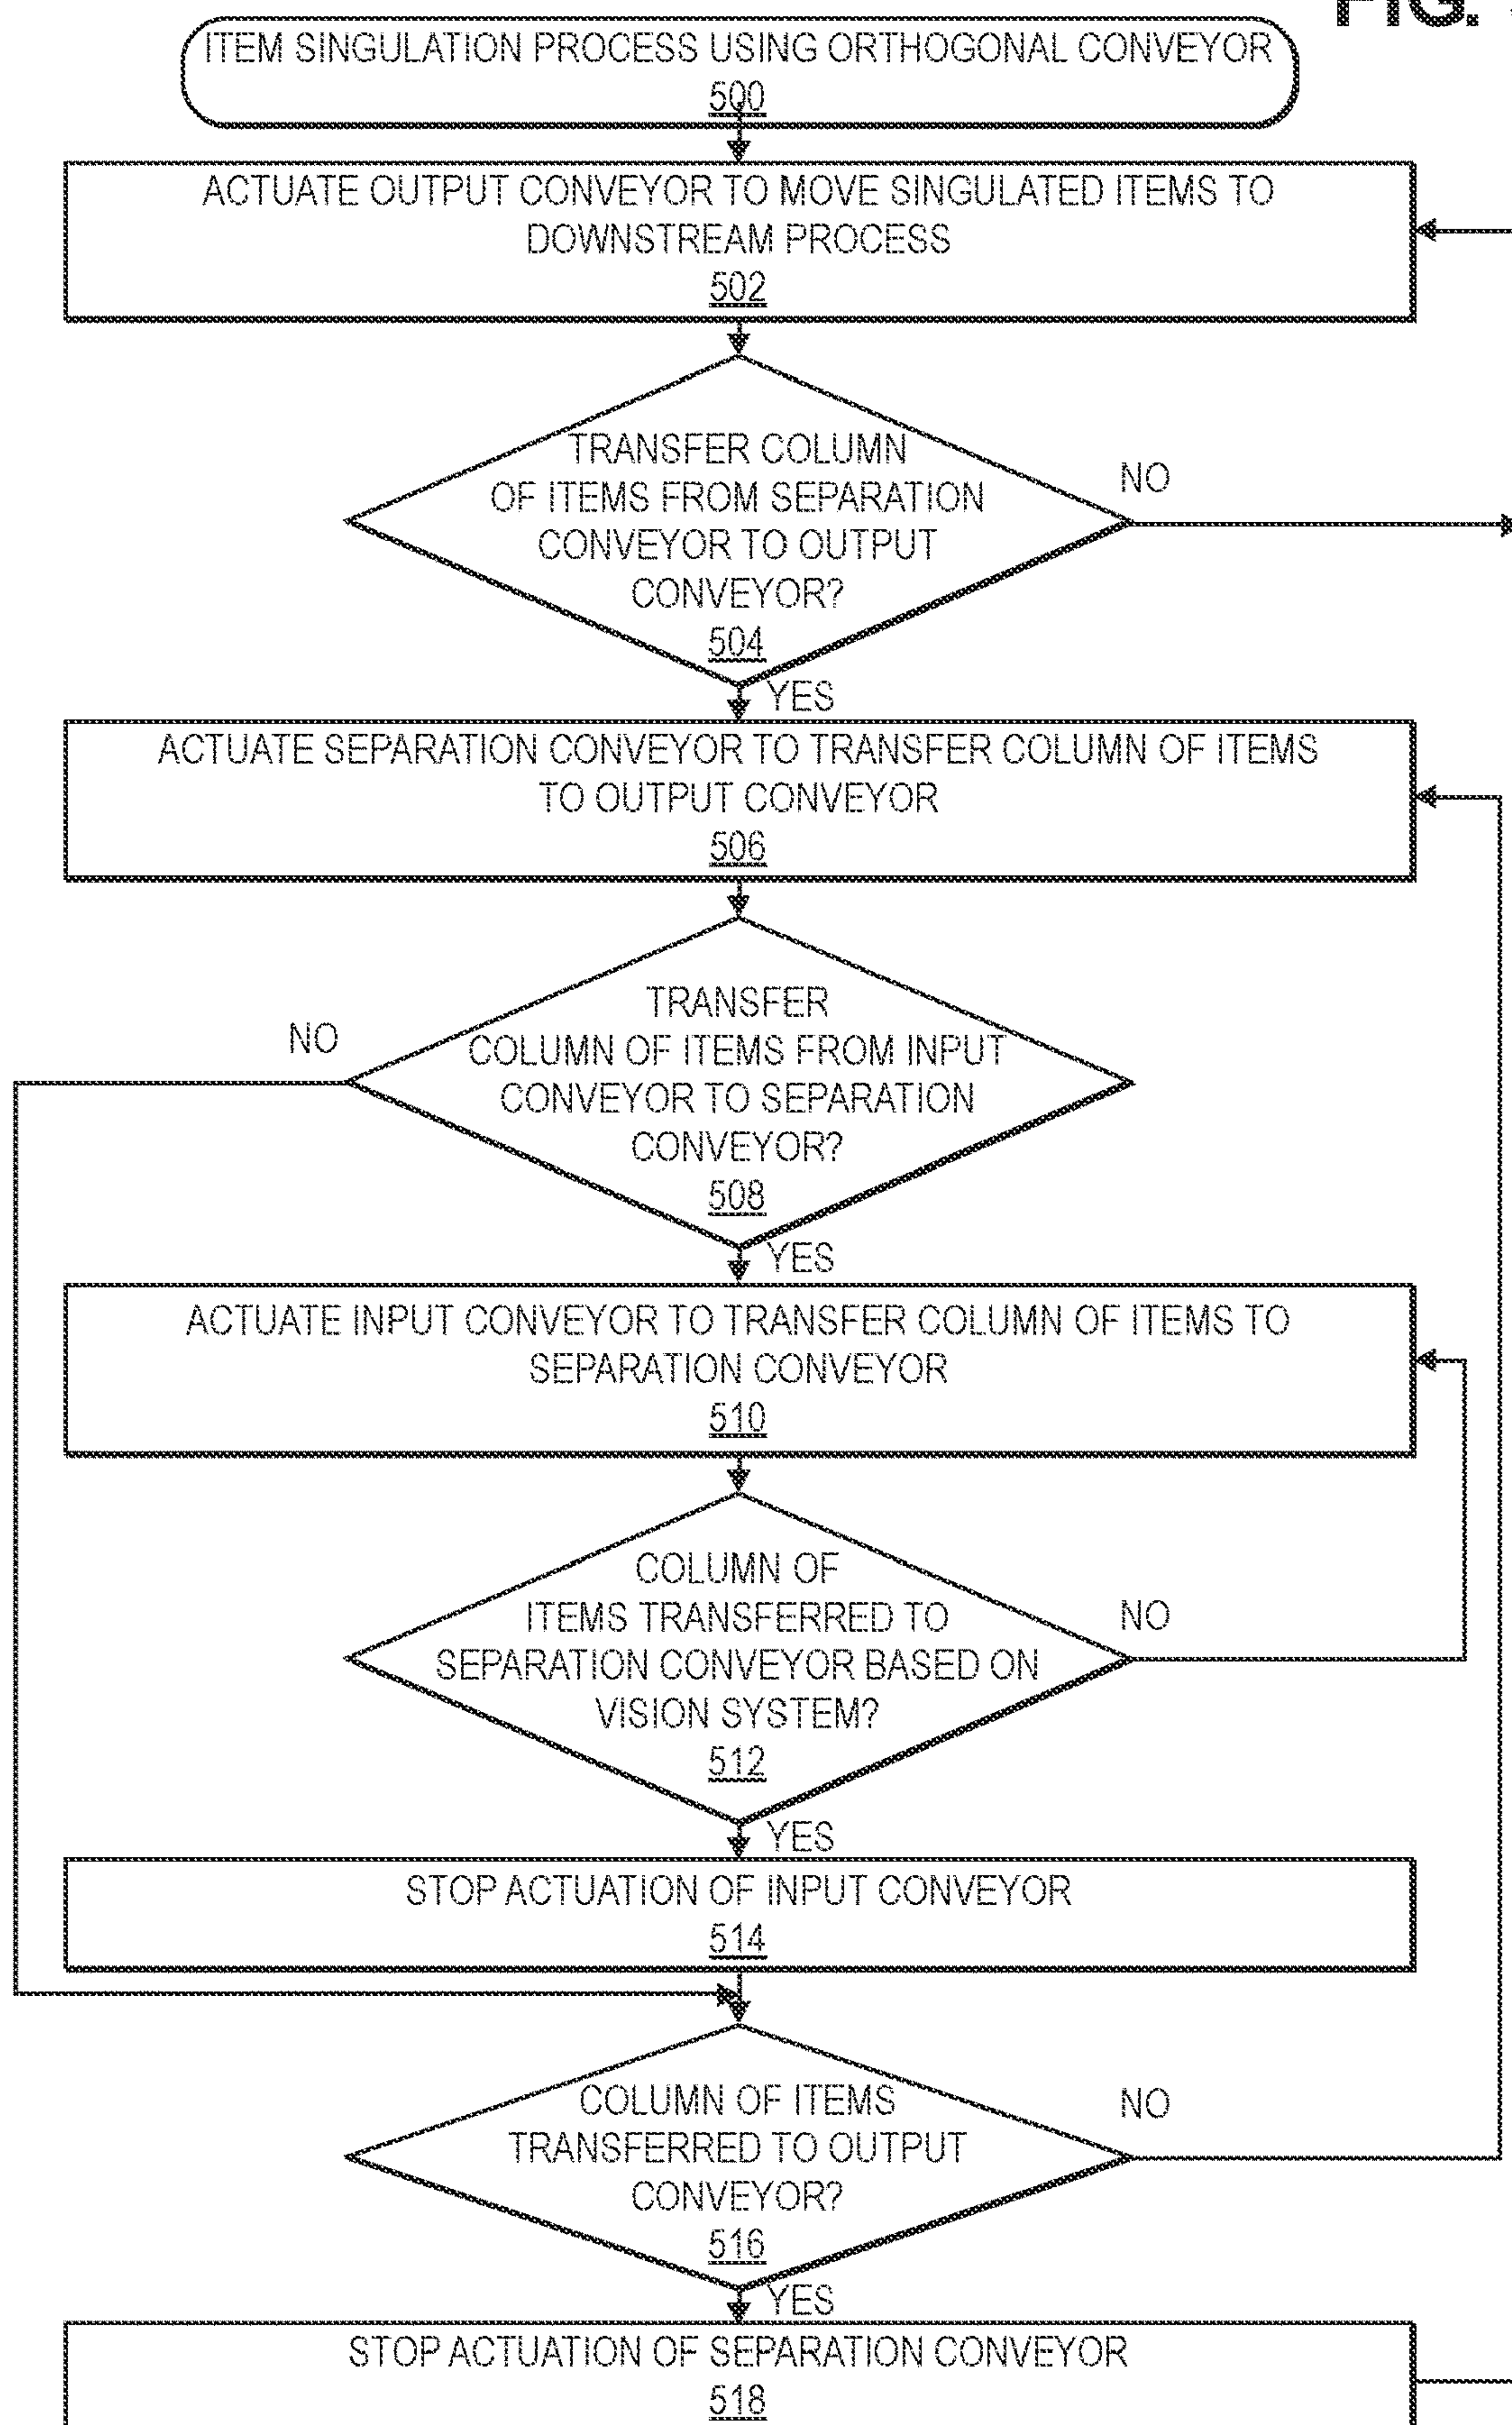 FIG.
ITEM SINGULATION PROCESS USING ORTHOGONAL CONVEYOR
500
ACTUATE OUTPUT CONVEYOR TO MOVE SINGULATED ITEMS TO
DOWNSTREAM PROCESS
502
TRANSFER COLUMN
OF ITEMS FROM SEPARATION
CONVEYOR TO OUTPUT
CONVEYOR?
504
NO
YES
ACTUATE SEPARATION CONVEYOR TO TRANSFER COLUMN OF ITEMS
TO OUTPUT CONVEYOR
506
TRANSFER
COLUMN OF ITEMS FROM INPUT
CONVEYOR TO SEPARATION
CONVEYOR?
508
NO
YES
ACTUATE INPUT CONVEYOR TO TRANSFER COLUMN OF ITEMS TO
SEPARATION CONVEYOR
510
COLUMN OF
ITEMS TRANSFERRED TO
SEPARATION CONVEYOR BASED ON
VISION SYSTEM?
512
NO
YES
STOP ACTUATION OF INPUT CONVEYOR
514
COLUMN OF ITEMS
TRANSFERRED TO OUTPUT
CONVEYOR?
516
NO
YES
STOP ACTUATION OF SEPARATION CONVEYOR
518